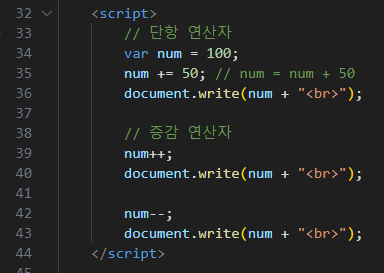 32 <script>
33 // 단항 연산자
34 var num = 100;
35 num += 50; // num = num + 50
36 document.write(num + "<br>");
37
38 // 증감 연산자
39 num++;
40 document.write(num + "<br>");
41
42 num--;
43 document.write(num + "<br>");
44 </script>